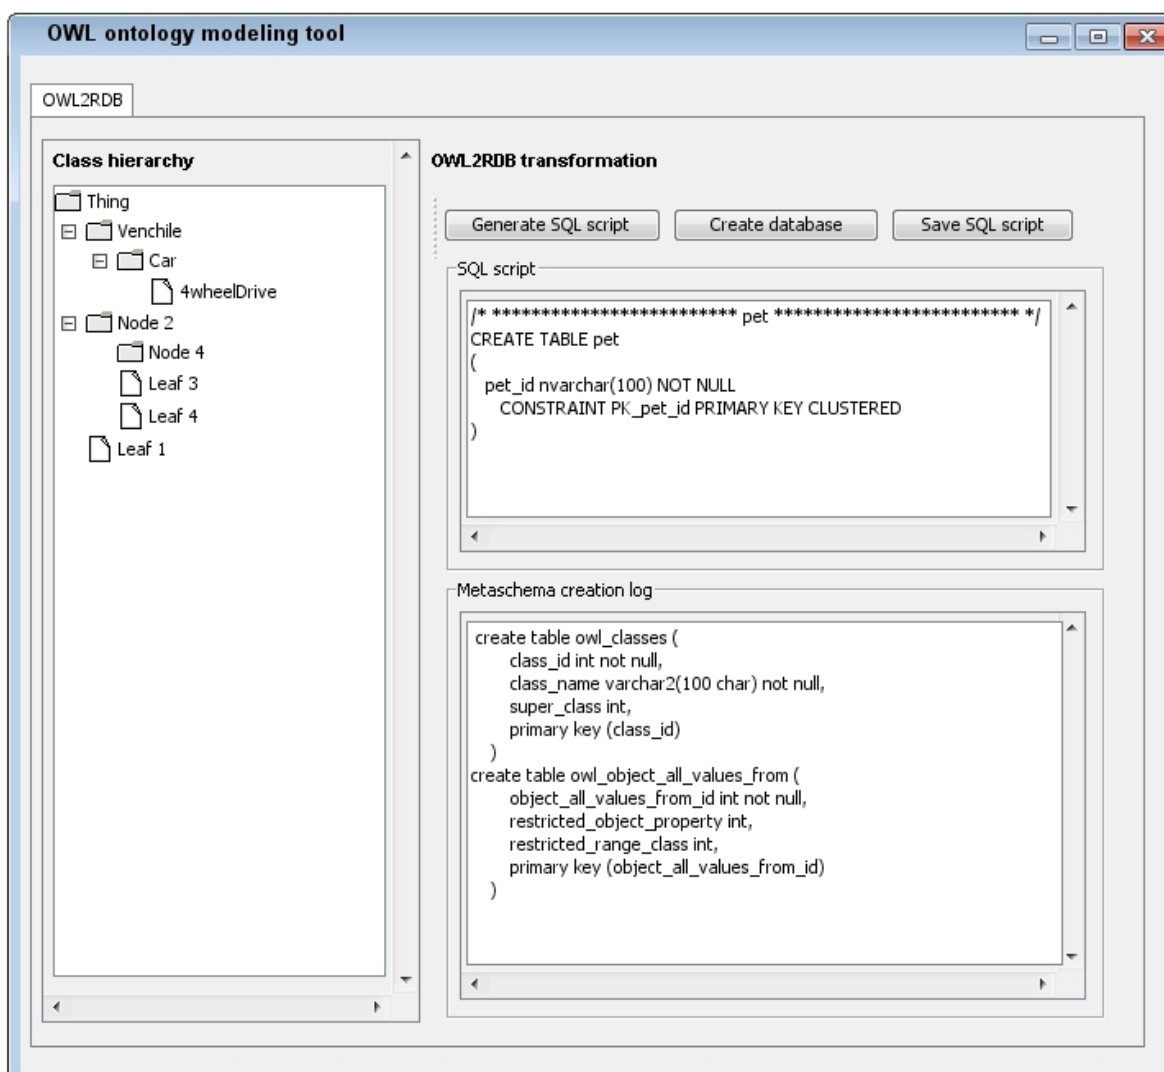 OWL ontology modeling tool
OWL2RDB
Class hierarchy
Thing
Venchile
Car
4wheelDrive
Node 2
Node 4
Leaf 3
Leaf 4
Leaf 1
OWL2RDB transformation
Generate SQL script
Create database
Save SQL script
SQL script
/* ************************* pet ************************* */
CREATE TABLE pet
(
pet_id nvarchar(100) NOT NULL
CONSTRAINT PK_pet_id PRIMARY KEY CLUSTERED
)
Metaschema creation log
create table owl_classes (
class_id int not null,
class_name varchar2(100 char) not null,
super_class int,
primary key (class_id)
)
create table owl_object_all_values_from (
object_all_values_from_id int not null,
restricted_object_property int,
restricted_range_class int,
primary key (object_all_values_from_id)
)